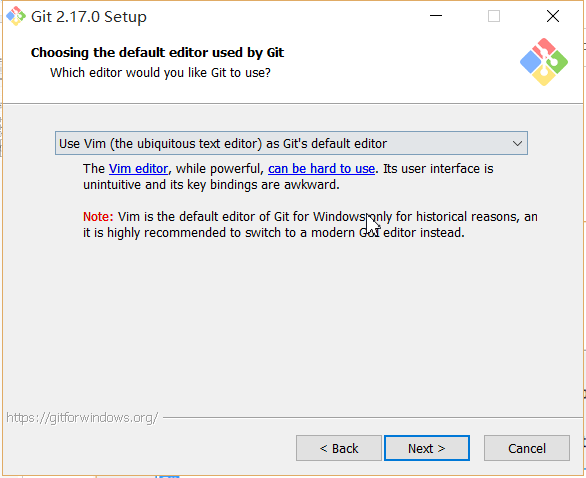 Git 2.17.0 Setup
Choosing the default editor used by Git
Which editor would you like Git to use?
Use Vim (the ubiquitous text editor) as Git's default editor
The Vim editor, while powerful, can be hard to use. Its user interface is
unintuitive and its key bindings are awkward.
Note: Vim is the default editor of Git for Windows only for historical reasons, an
it is highly recommended to switch to a modern GUI editor instead.
https://gitforwindows.org/
< Back
Next >
Cancel